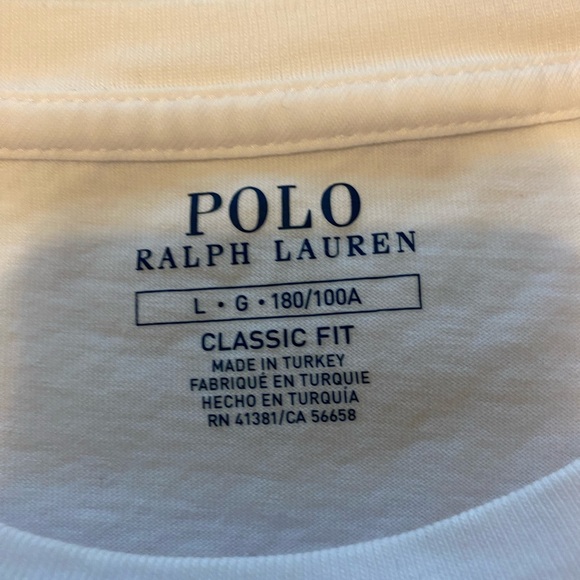 POLO
RALPH LAUREN
L • G • 180/100A
CLASSIC FIT
MADE IN TURKEY
FABRIQUÉ EN TURQUIE
HECHO EN TURQUÍA
RN 41381/CA 56658